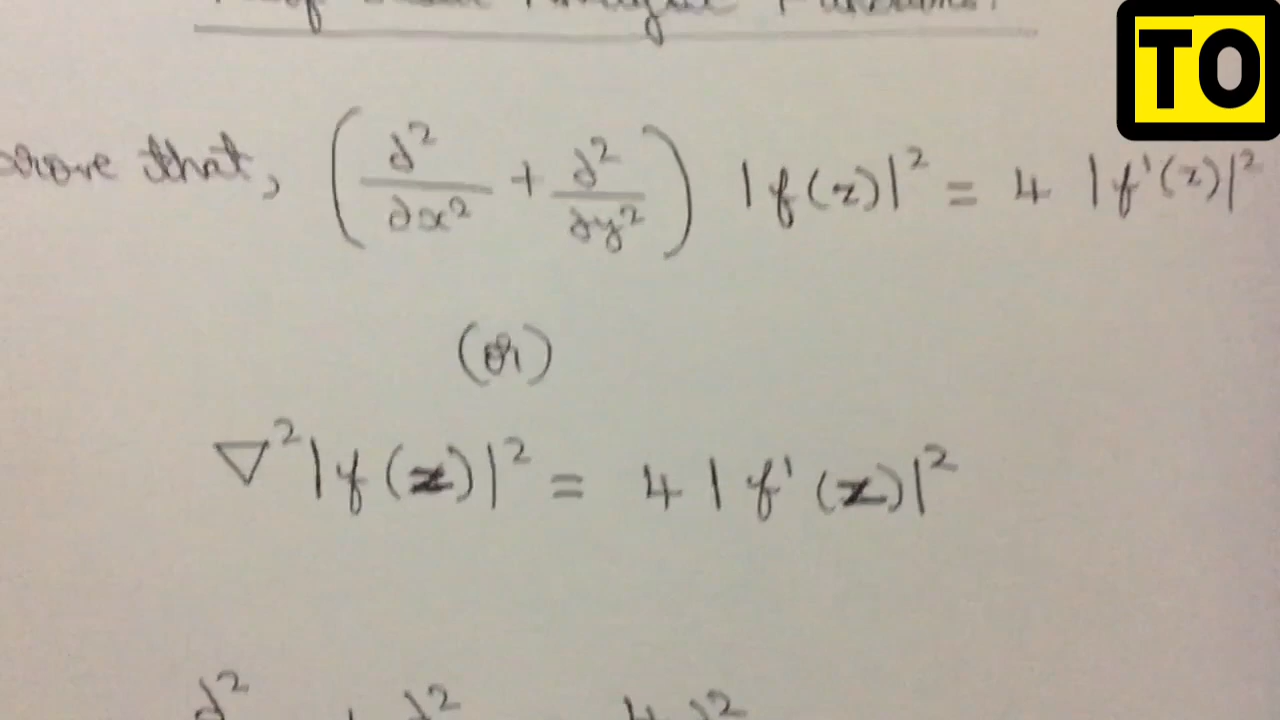 TO
prove that, (∂²/∂x² + ∂²/∂y²) |f(z)|² = 4 |f'(z)|²
(or)
∇²|f(z)|² = 4 |f'(z)|²